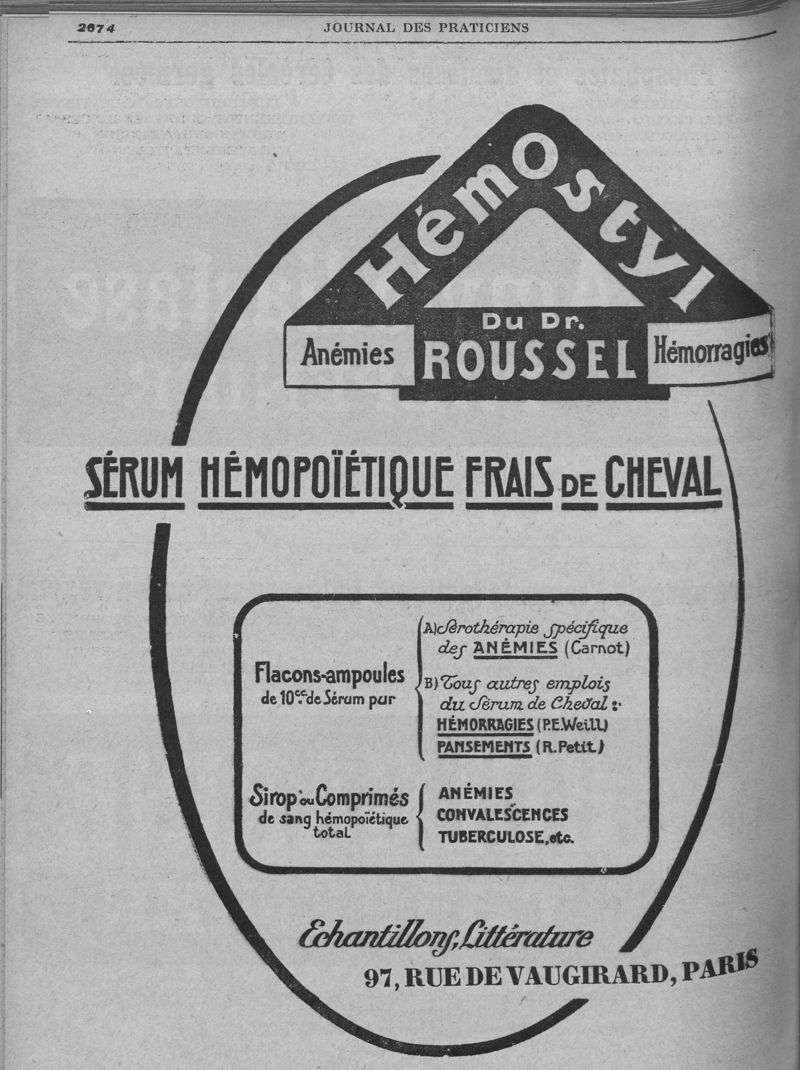 2674
JOURNAL DES PRATICIENS
Hémostyl
Du Dr.
Anémies
ROUSSEL
Hémorragies
SÉRUM HÉMOPOÏÉTIQUE FRAIS DE CHEVAL
Flacons-ampoules
de 10cc. de Sérum pur
A) Sérothérapie spécifique
des ANÉMIES (Carnot)
B) Tous autres emplois
du Sérum de Cheval :
HÉMORRAGIES (P.E.Weill)
PANSEMENTS (R.Petit)
Sirop ou Comprimés
de sang hémopoïétique
total
ANÉMIES
CONVALESCENCES
TUBERCULOSE, etc.
Echantillons, Littérature
97, RUE DE VAUGIRARD, PARIS